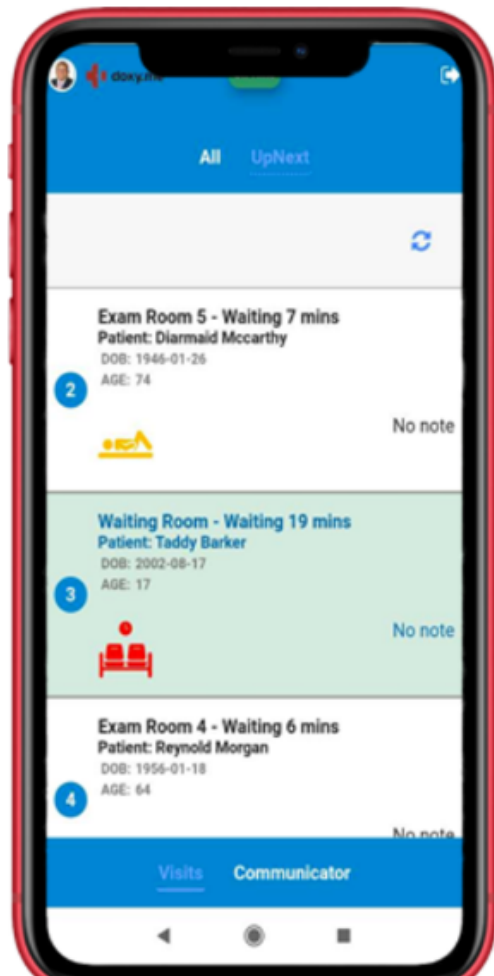 doxy.me
All UpNext
Exam Room 5 - Waiting 7 mins
Patient: Diarmaid Mccarthy
DOB: 1946-01-26
AGE: 74
2
No note
Waiting Room - Waiting 19 mins
Patient: Taddy Barker
DOB: 2002-08-17
AGE: 17
3
No note
Exam Room 4 - Waiting 6 mins
Patient: Reynold Morgan
DOB: 1956-01-18
AGE: 64
4
No note
Visits Communicator